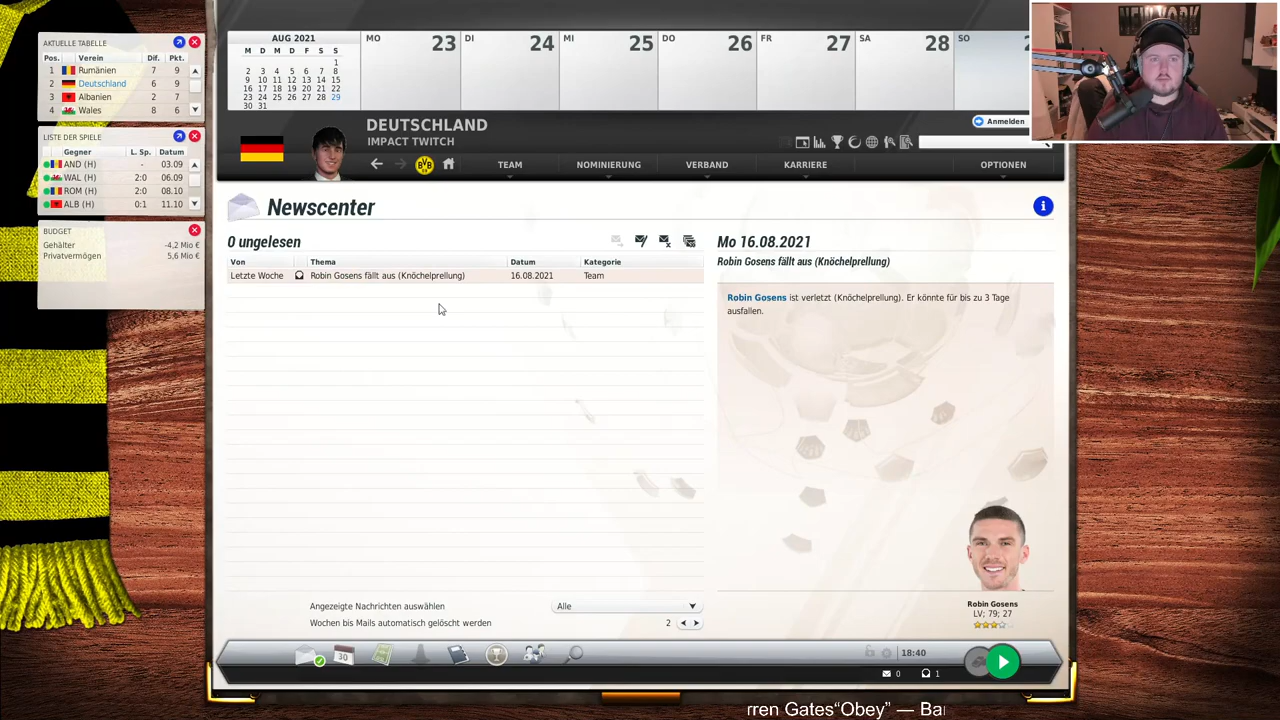 AKTUELLE TABELLE
Pos. Verein Dif. Pkt.
1 Rumänien 7 9
2 Deutschland 6 9
3 Albanien 2 7
4 Wales 8 6
LISTE DER SPIELE
Gegner L. Sp. Datum
AND (H) - 03.09
WAL (H) 2:0 06.09
ROM (H) 2:0 08.10
ALB (H) 0:1 11.10
BUDGET
Gehälter -4,2 Mio €
Privatvermögen 5,6 Mio €
AUG 2021
M D M D F S S
1
2 3 4 5 6 7 8
9 10 11 12 13 14 15
16 17 18 19 20 21 22
23 24 25 26 27 28 29
30 31
MO 23 DI 24 MI 25 DO 26 FR 27 SA 28 SO 2
NEW YORK
DEUTSCHLAND
IMPACT TWITCH
Anmelden
BVB
TEAM NOMINIERUNG VERBAND KARRIERE OPTIONEN
Newscenter
0 ungelesen
Von Thema Datum Kategorie
Letzte Woche Robin Gosens fällt aus (Knöchelprellung) 16.08.2021 Team
Mo 16.08.2021
Robin Gosens fällt aus (Knöchelprellung)
Robin Gosens ist verletzt (Knöchelprellung). Er könnte für bis zu 3 Tage
ausfallen.
Robin Gosens
LV; 79; 27
Angezeigte Nachrichten auswählen Alle
Wochen bis Mails automatisch gelöscht werden 2
30
18:40
0 1
rren Gates“Obey” — Ba